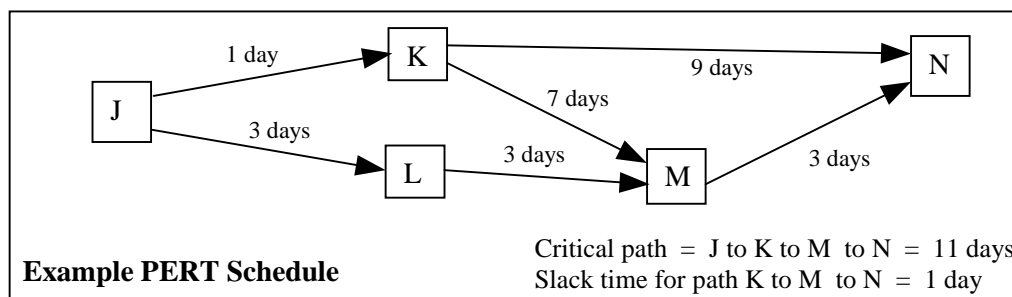 1 day
K
9 days
N
J
7 days
3 days
L
3 days
M
3 days
Critical path = J to K to M to N = 11 days
Example PERT Schedule
Slack time for path K to M to N = 1 day